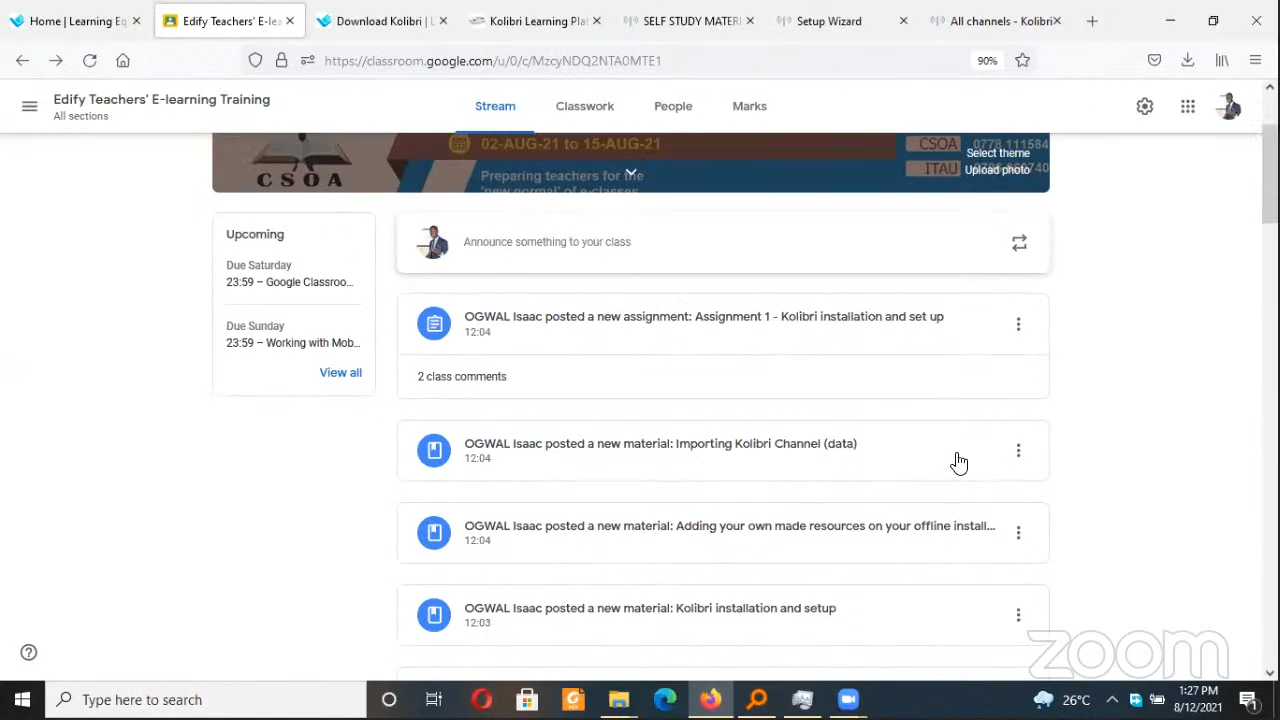 Home | Learning Eq
Edify Teachers' E-lea
Download Kolibri | L
Kolibri Learning Pla
SELF STUDY MATERI
Setup Wizard
All channels - Kolibri
https://classroom.google.com/u/0/c/MzcyNDQ2NTA0MTE1
90%
Edify Teachers' E-learning Training
All sections
Stream
Classwork
People
Marks
CSOA
02-AUG-21 to 15-AUG-21
Preparing teachers for the
'new normal' of e-classes
CSOA 0778 111584
ITAU
Select theme
Upload photo
Upcoming
Due Saturday
23:59 – Google Classroo...
Due Sunday
23:59 – Working with Mob...
View all
Announce something to your class
OGWAL Isaac posted a new assignment: Assignment 1 - Kolibri installation and set up
12:04
2 class comments
OGWAL Isaac posted a new material: Importing Kolibri Channel (data)
12:04
OGWAL Isaac posted a new material: Adding your own made resources on your offline install...
12:04
OGWAL Isaac posted a new material: Kolibri installation and setup
12:03
zoom
Type here to search
26°C
1:27 PM
8/12/2021
1